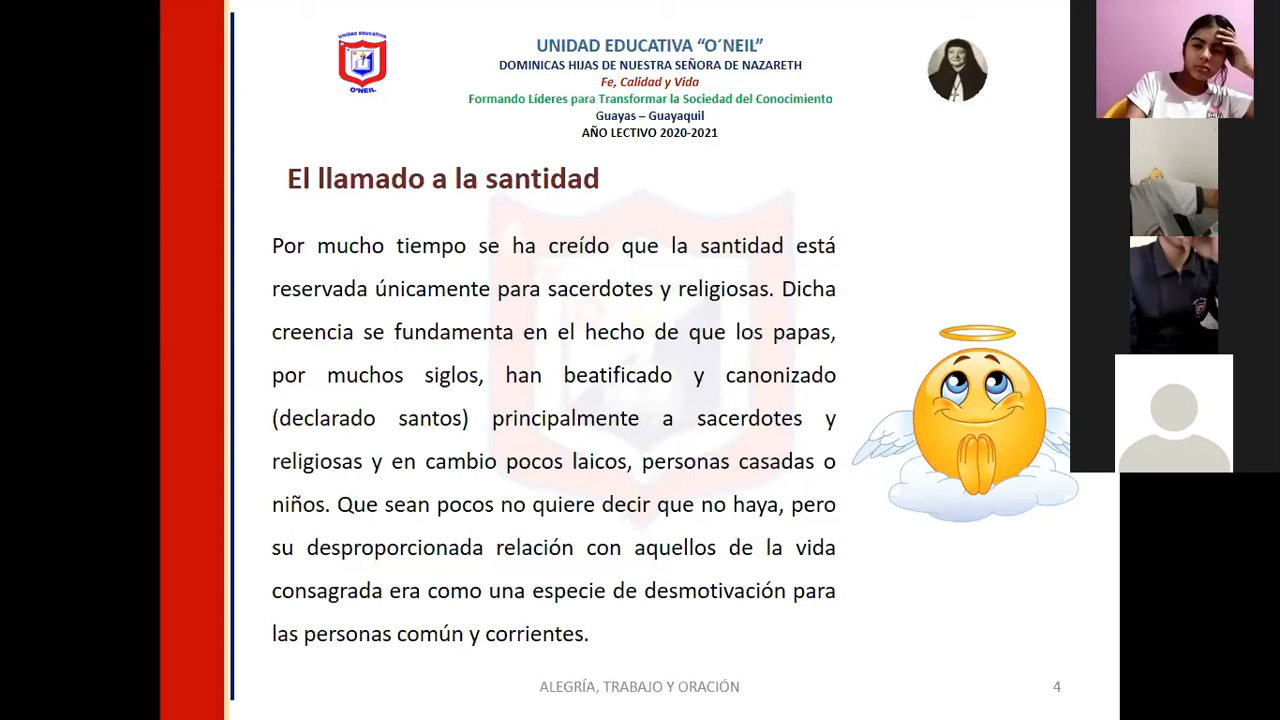 UNIDAD EDUCATIVA
O´NEIL
UNIDAD EDUCATIVA “O´NEIL”
DOMINICAS HIJAS DE NUESTRA SEÑORA DE NAZARETH
Fe, Calidad y Vida
Formando Líderes para Transformar la Sociedad del Conocimiento
Guayas – Guayaquil
AÑO LECTIVO 2020-2021
El llamado a la santidad
Por mucho tiempo se ha creído que la santidad está
reservada únicamente para sacerdotes y religiosas. Dicha
creencia se fundamenta en el hecho de que los papas,
por muchos siglos, han beatificado y canonizado
(declarado santos) principalmente a sacerdotes y
religiosas y en cambio pocos laicos, personas casadas o
niños. Que sean pocos no quiere decir que no haya, pero
su desproporcionada relación con aquellos de la vida
consagrada era como una especie de desmotivación para
las personas común y corrientes.
ALEGRÍA, TRABAJO Y ORACIÓN
4